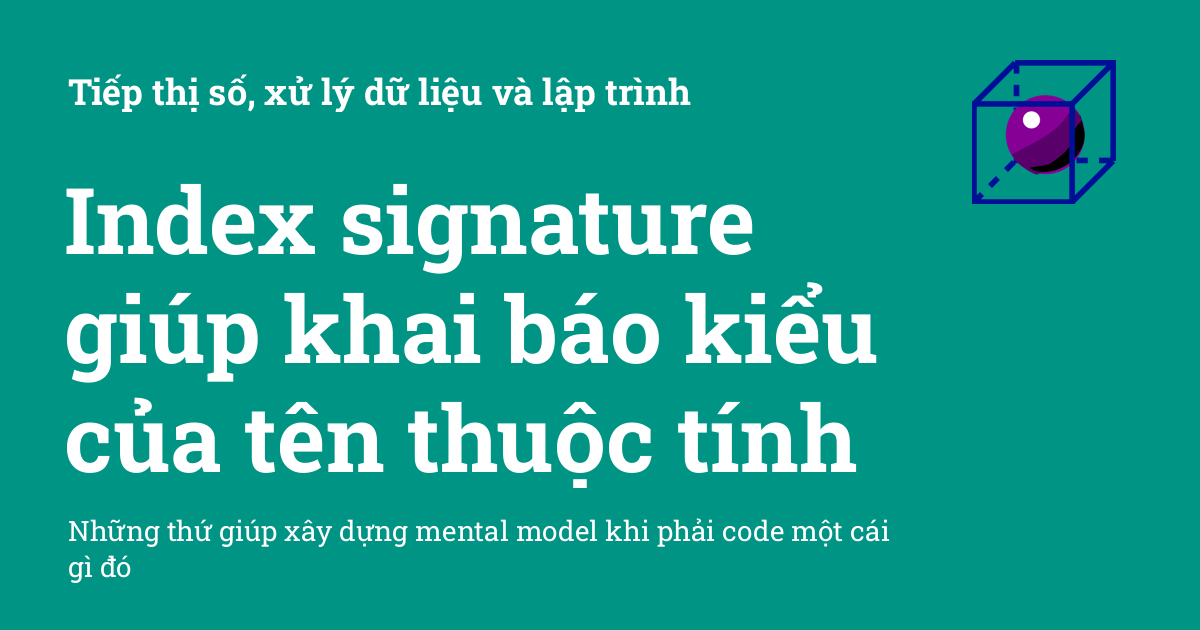 Tiếp thị số, xử lý dữ liệu và lập trình
Index signature
giúp khai báo kiểu
của tên thuộc tính
Những thứ giúp xây dựng mental model khi phải code một cái
gì đó